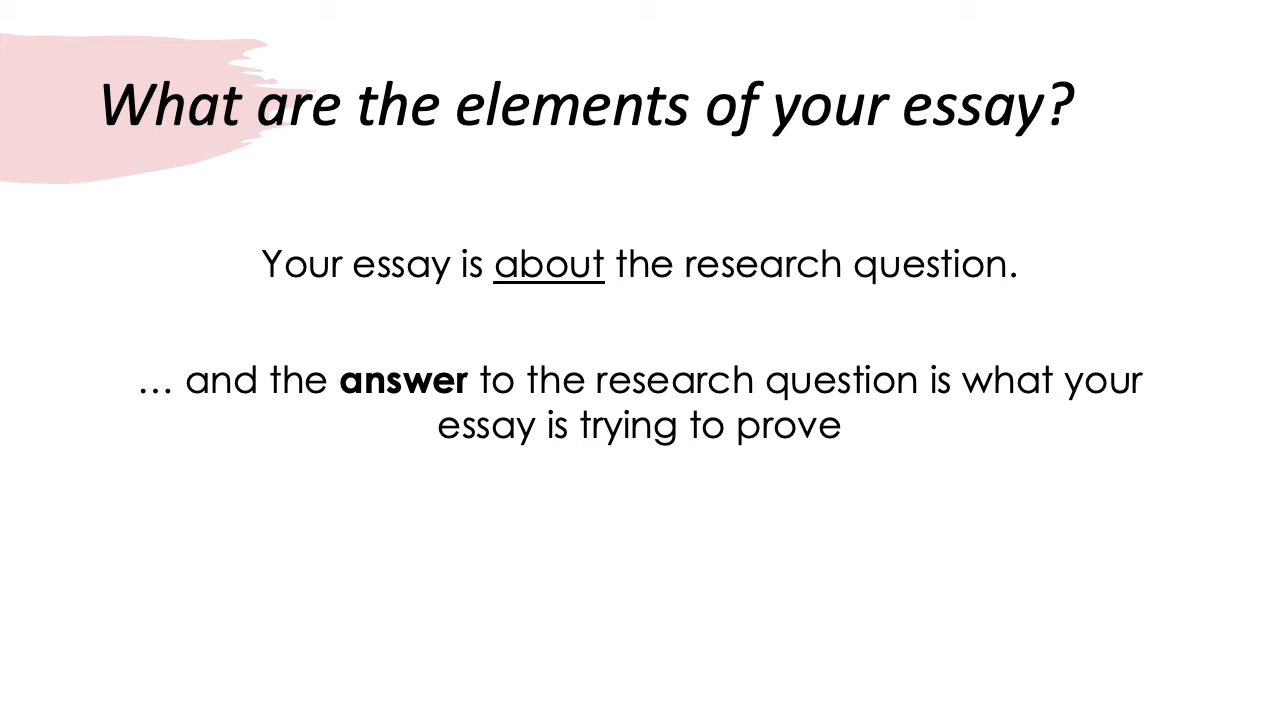 What are the elements of your essay?
Your essay is about the research question.
… and the answer to the research question is what your
essay is trying to prove